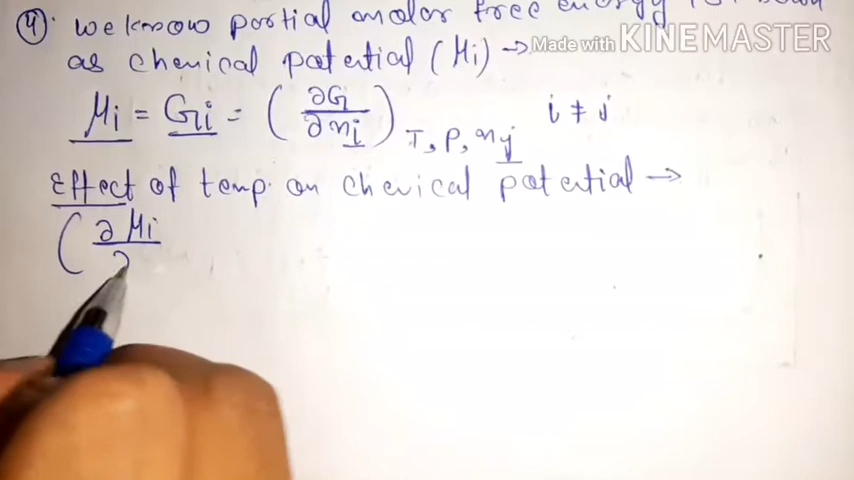 (4). we know partial molar free energy
as chemical potential (μi) →
Made with KINEMASTER
μi = Gi = (∂G/∂ni) T, P, nj i ≠ j
Effect of temp. on chemical potential →
(∂μi/∂